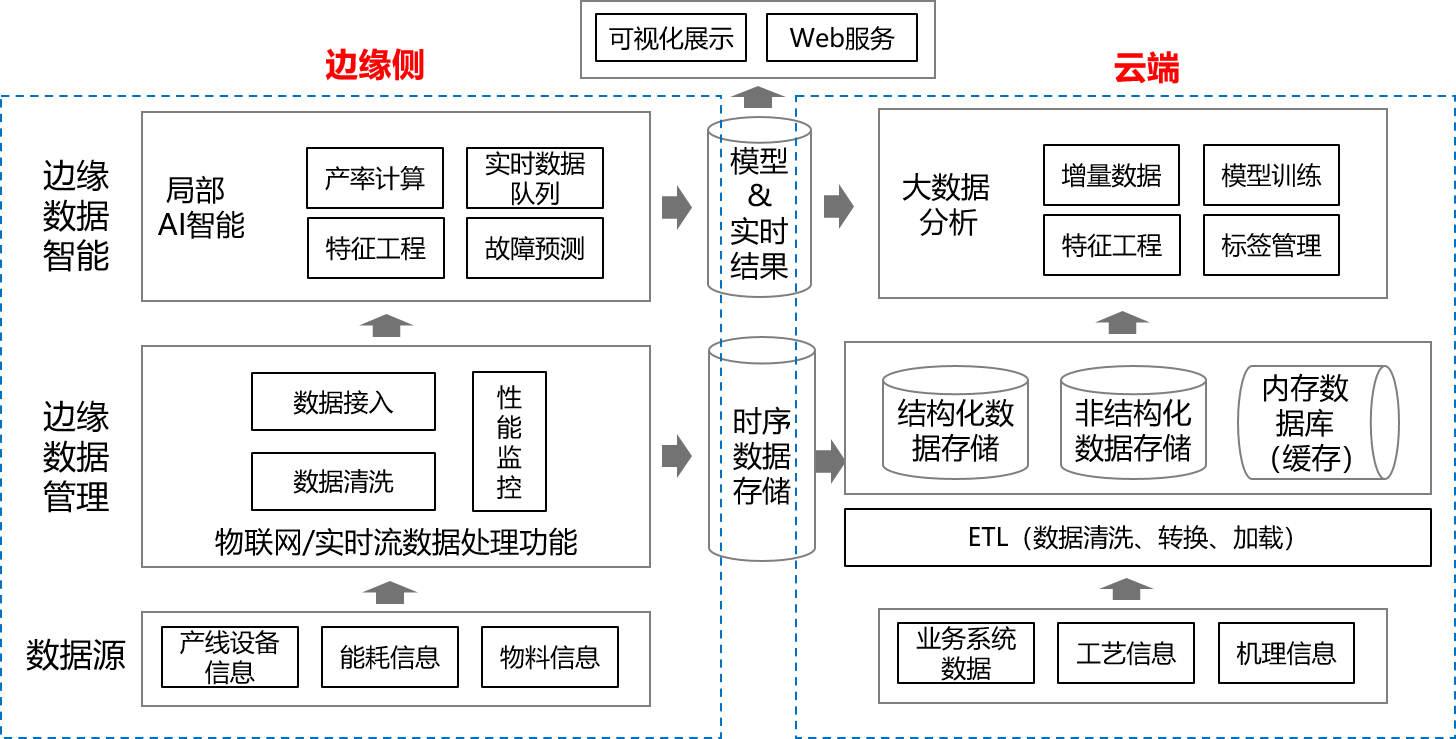 可视化展示
Web服务
边缘侧
云端
边缘
数据
智能
局部
AI智能
产率计算
实时数据
队列
特征工程
故障预测
模型
&
实时
结果
大数据
分析
增量数据
模型训练
特征工程
标签管理
边缘
数据
管理
数据接入
数据清洗
性
能
监
控
物联网/实时流数据处理功能
时序
数据
存储
结构化数
据存储
非结构化
数据存储
内存数
据库
（缓存）
ETL（数据清洗、转换、加载）
数据源
产线设备
信息
能耗信息
物料信息
业务系统
数据
工艺信息
机理信息